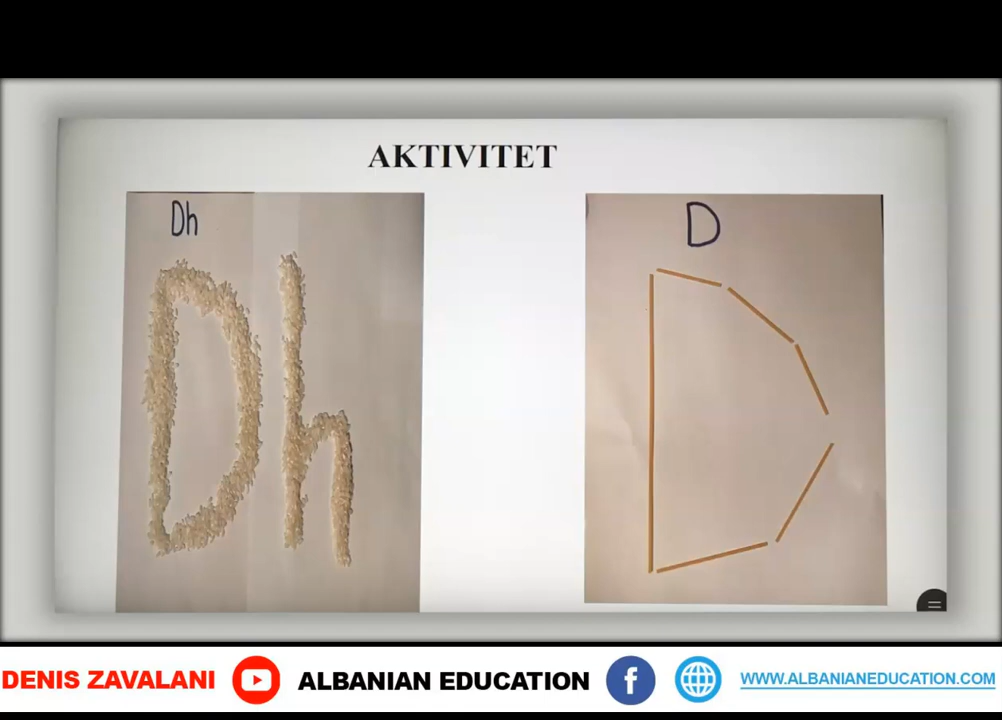 AKTIVITET
Dh
D
Dh
D
DENIS ZAVALANI
ALBANIAN EDUCATION
f
WWW.ALBANIANEDUCATION.COM